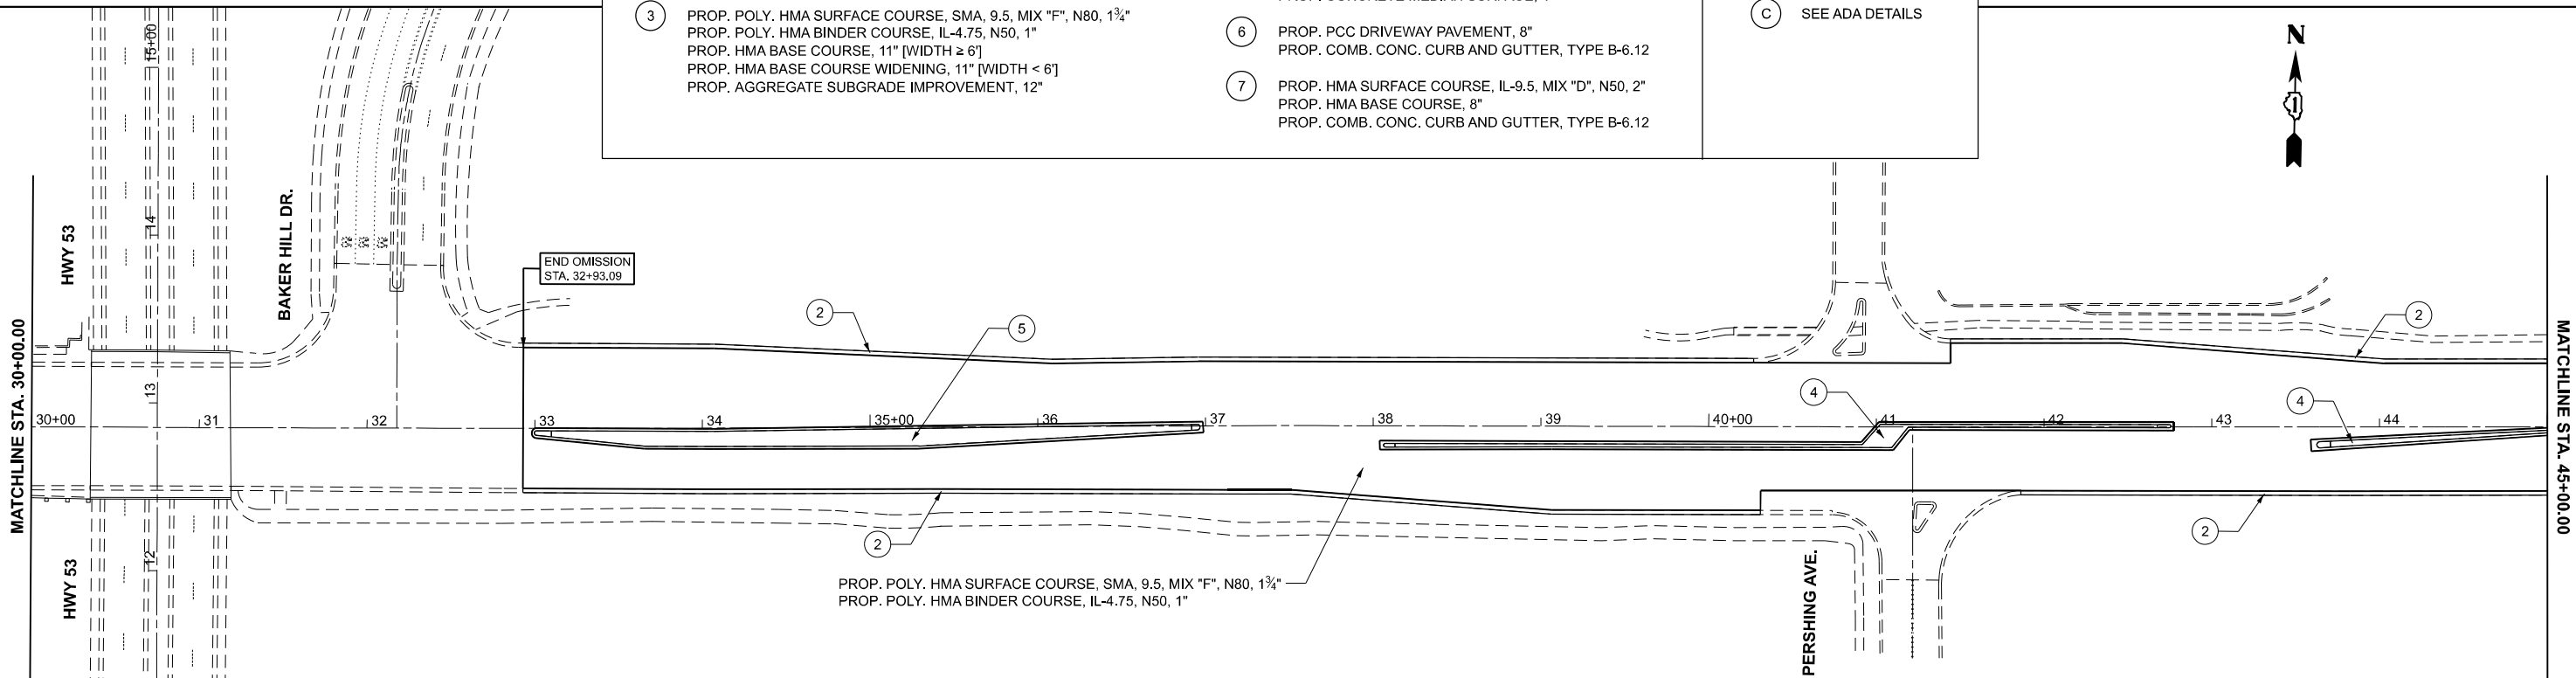 3 PROP. POLY. HMA SURFACE COURSE, SMA, 9.5, MIX "F", N80, 1¾"
PROP. POLY. HMA BINDER COURSE, IL-4.75, N50, 1"
PROP. HMA BASE COURSE, 11" [WIDTH ≥ 6']
PROP. HMA BASE COURSE WIDENING, 11" [WIDTH < 6']
PROP. AGGREGATE SUBGRADE IMPROVEMENT, 12"
6 PROP. PCC DRIVEWAY PAVEMENT, 8"
PROP. COMB. CONC. CURB AND GUTTER, TYPE B-6.12
7 PROP. HMA SURFACE COURSE, IL-9.5, MIX "D", N50, 2"
PROP. HMA BASE COURSE, 8"
PROP. COMB. CONC. CURB AND GUTTER, TYPE B-6.12
C SEE ADA DETAILS
N
1
15+00
14
13
12
HWY 53
BAKER HILL DR.
HWY 53
MATCHLINE STA. 30+00.00
END OMISSION
STA. 32+93.09
2
5
2
4
4
30+00
31
32
33
34
35+00
36
37
38
39
40+00
41
42
43
44
2
2
PROP. POLY. HMA SURFACE COURSE, SMA, 9.5, MIX "F", N80, 1¾"
PROP. POLY. HMA BINDER COURSE, IL-4.75, N50, 1"
PERSHING AVE.
MATCHLINE STA. 45+00.00